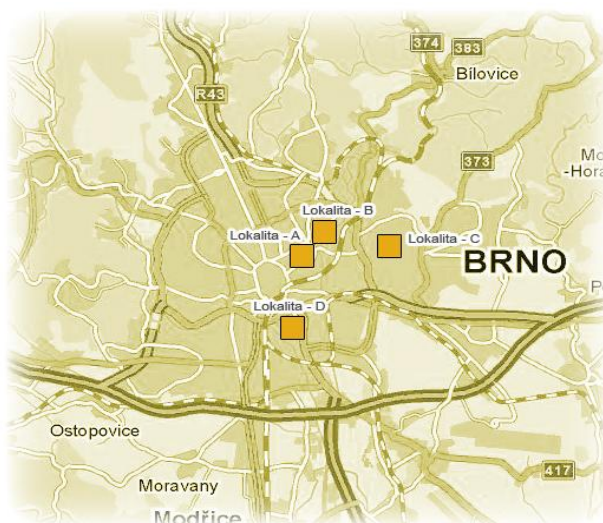 374
383
Bílovice
R43
373
Mo
-Hora
Lokalita - B
Lokalita - A
Lokalita - C
BRNO
Lokalita - D
Ostopovice
417
Moravany
Modřice